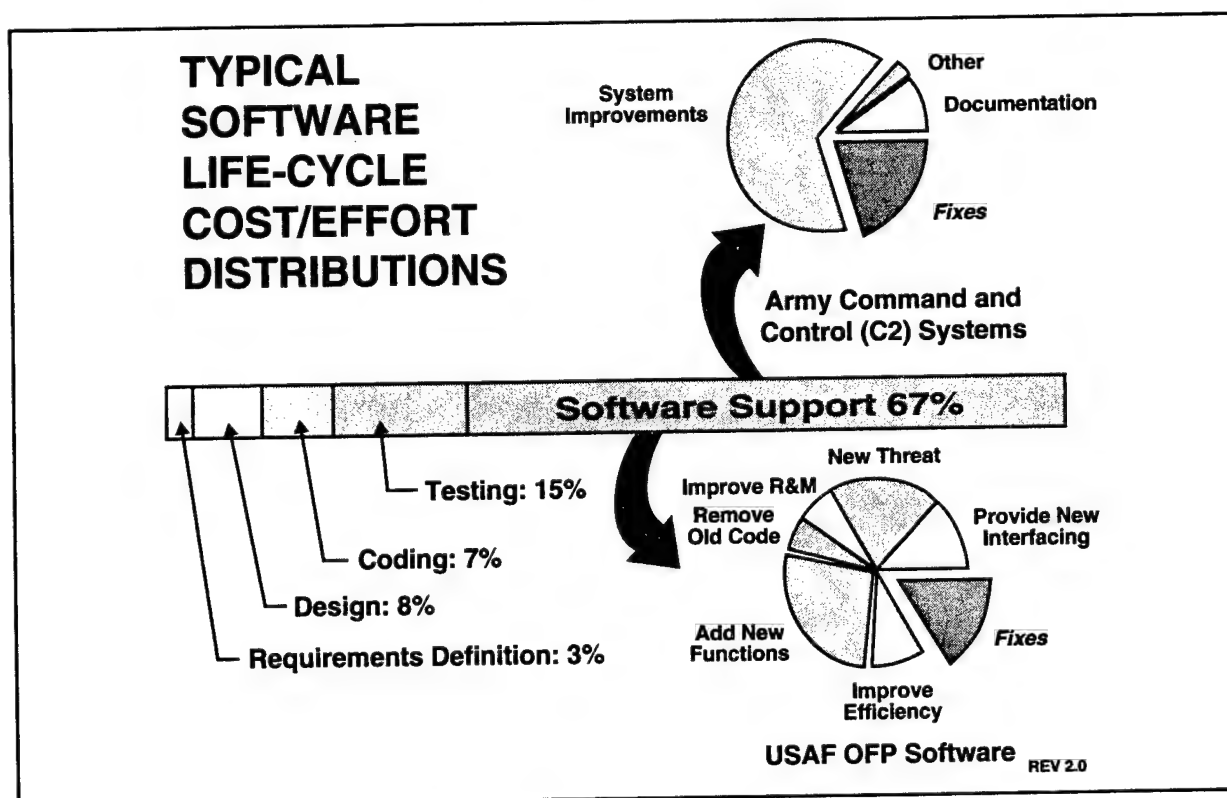 TYPICAL
SOFTWARE
LIFE-CYCLE
COST/EFFORT
DISTRIBUTIONS
System
Improvements
Other
Documentation
Fixes
Army Command and
Control (C2) Systems
Software Support 67%
Testing: 15%
Coding: 7%
Design: 8%
Requirements Definition: 3%
New Threat
Improve R&M
Remove
Old Code
Provide New
Interfacing
Add New
Functions
Fixes
Improve
Efficiency
USAF OFP Software
REV 2.0